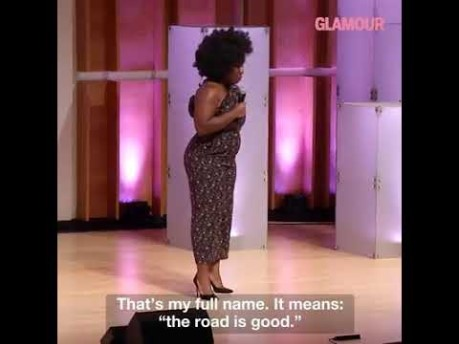 GLAMOUR
That's my full name. It means:
"the road is good."